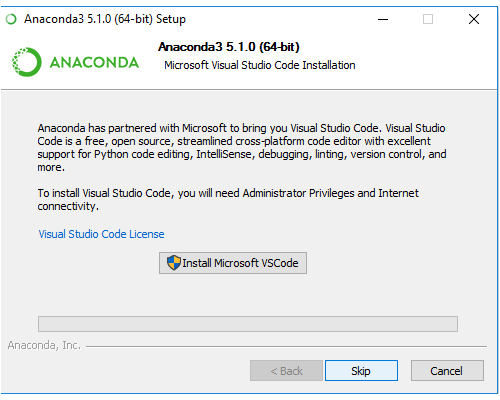 Anaconda3 5.1.0 (64-bit) Setup
Anaconda3 5.1.0 (64-bit)
Microsoft Visual Studio Code Installation
ANACONDA
Anaconda has partnered with Microsoft to bring you Visual Studio Code. Visual Studio
Code is a free, open source, streamlined cross-platform code editor with excellent
support for Python code editing, IntelliSense, debugging, linting, version control, and
more.
To install Visual Studio Code, you will need Administrator Privileges and Internet
connectivity.
Visual Studio Code License
Install Microsoft VSCode
Anaconda, Inc.
< Back
Skip
Cancel